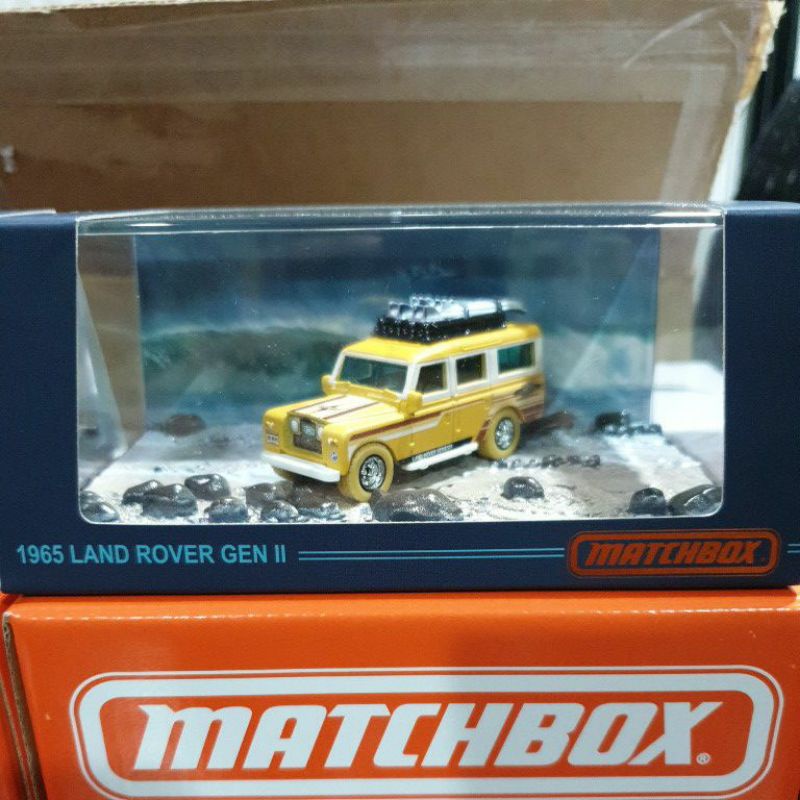 1965 LAND ROVER GEN II
MATCHBOX
MATCHBOX®